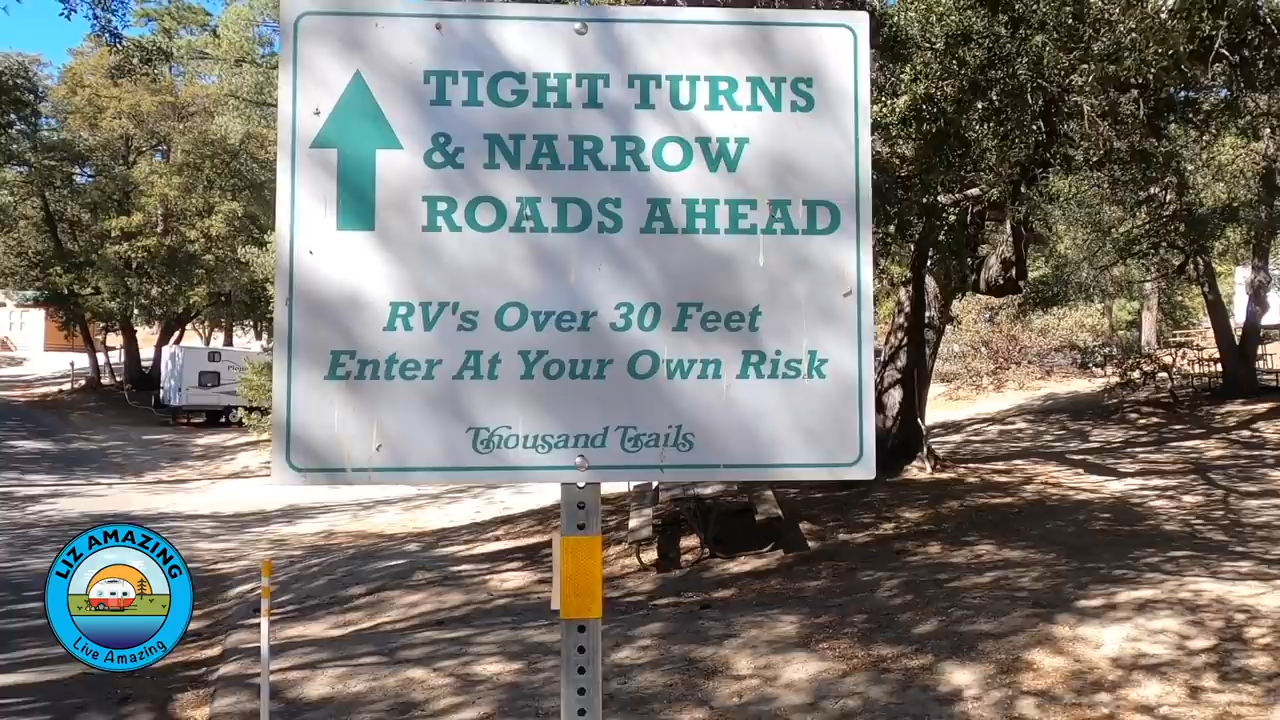 TIGHT TURNS
& NARROW
ROADS AHEAD
RV's Over 30 Feet
Enter At Your Own Risk
Thousand Trails
LIZ AMAZING
Live Amazing